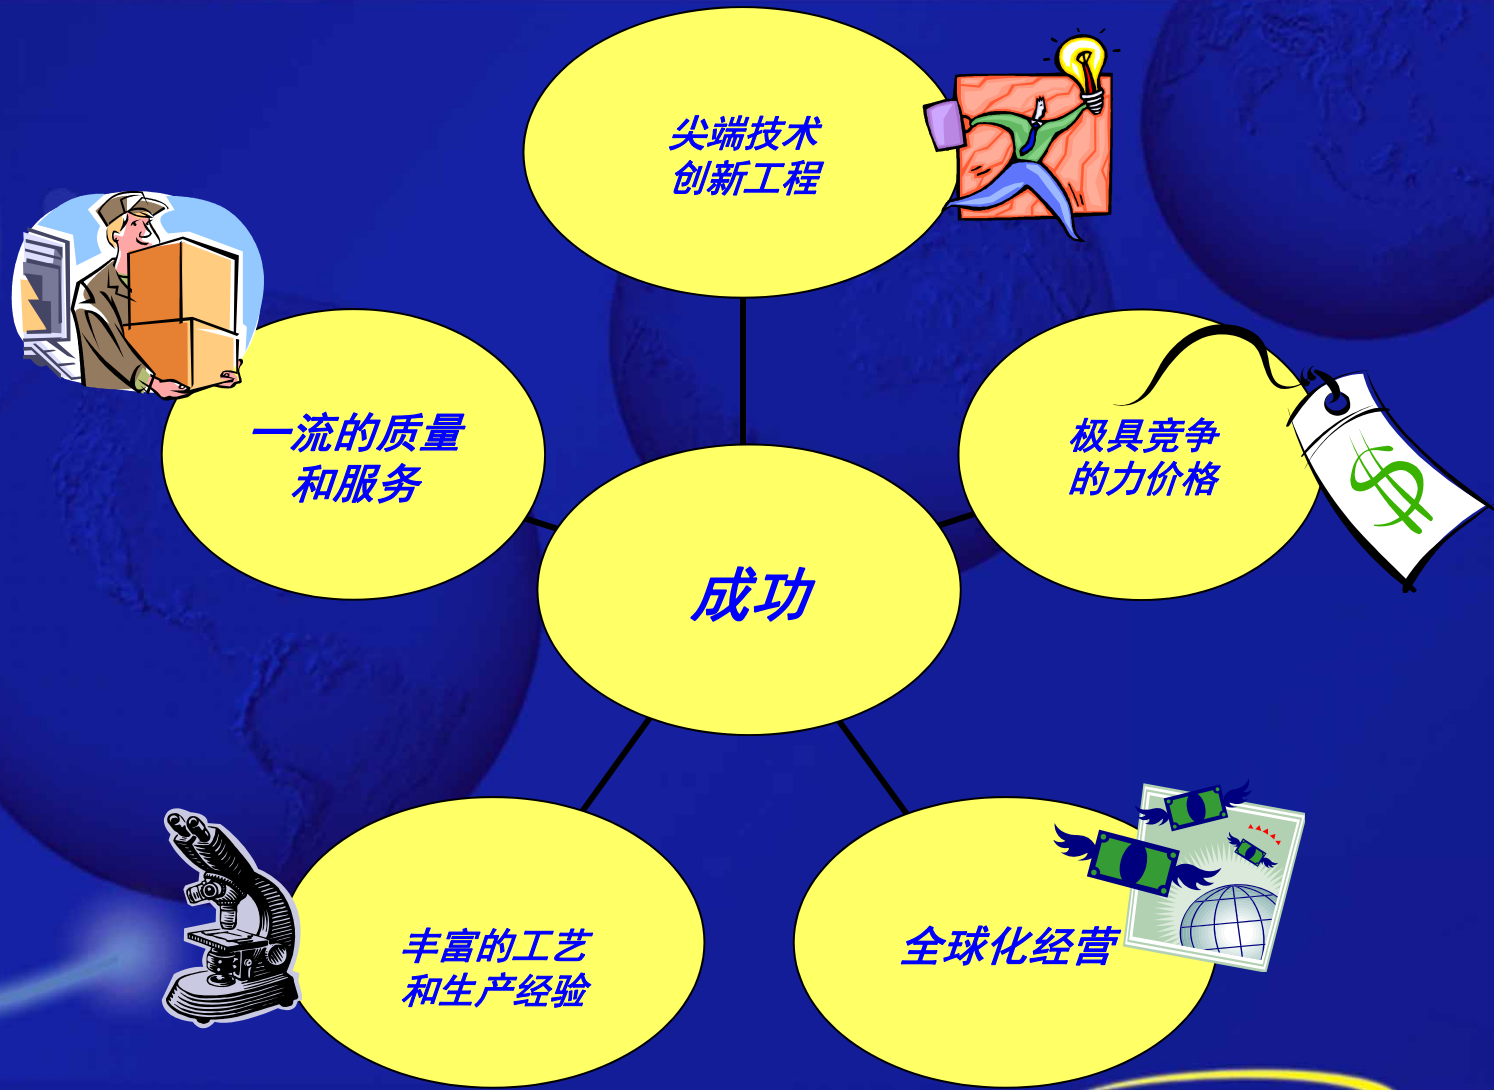 尖端技术
创新工程
一流的质量
和服务
极具竞争
的力价格
成功
丰富的工艺
和生产经验
全球化经营